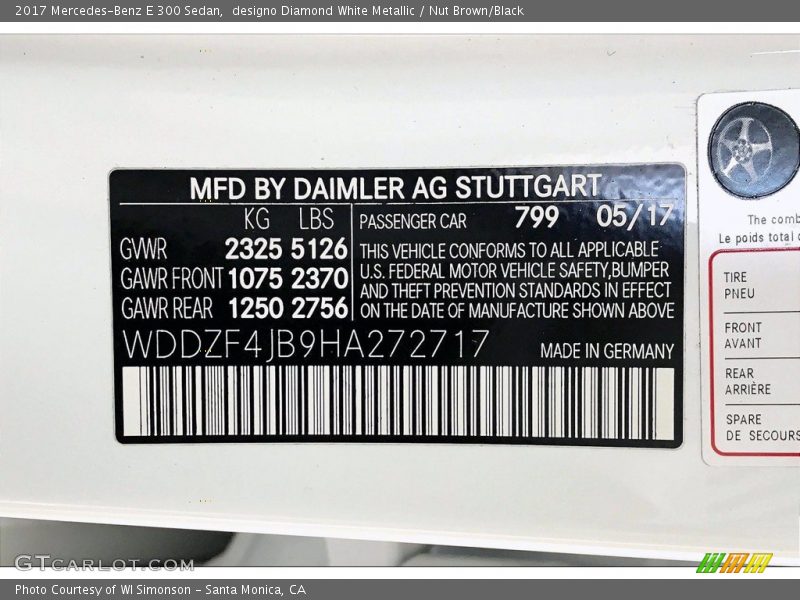 2017 Mercedes-Benz E 300 Sedan, designo Diamond White Metallic / Nut Brown/Black
MFD BY DAIMLER AG STUTTGART
KG LBS
GVWR 2325 5126
GAWR FRONT 1075 2370
GAWR REAR 1250 2756
PASSENGER CAR 799 05/17
THIS VEHICLE CONFORMS TO ALL APPLICABLE
U.S. FEDERAL MOTOR VEHICLE SAFETY,BUMPER
AND THEFT PREVENTION STANDARDS IN EFFECT
ON THE DATE OF MANUFACTURE SHOWN ABOVE
WDDZF4JB9HA272717
MADE IN GERMANY
The
Le poids total
TIRE
PNEU
FRONT
AVANT
REAR
ARRIÈRE
SPARE
DE SECOURS
GTCarLot.com
Photo Courtesy of WI Simonson - Santa Monica, CA